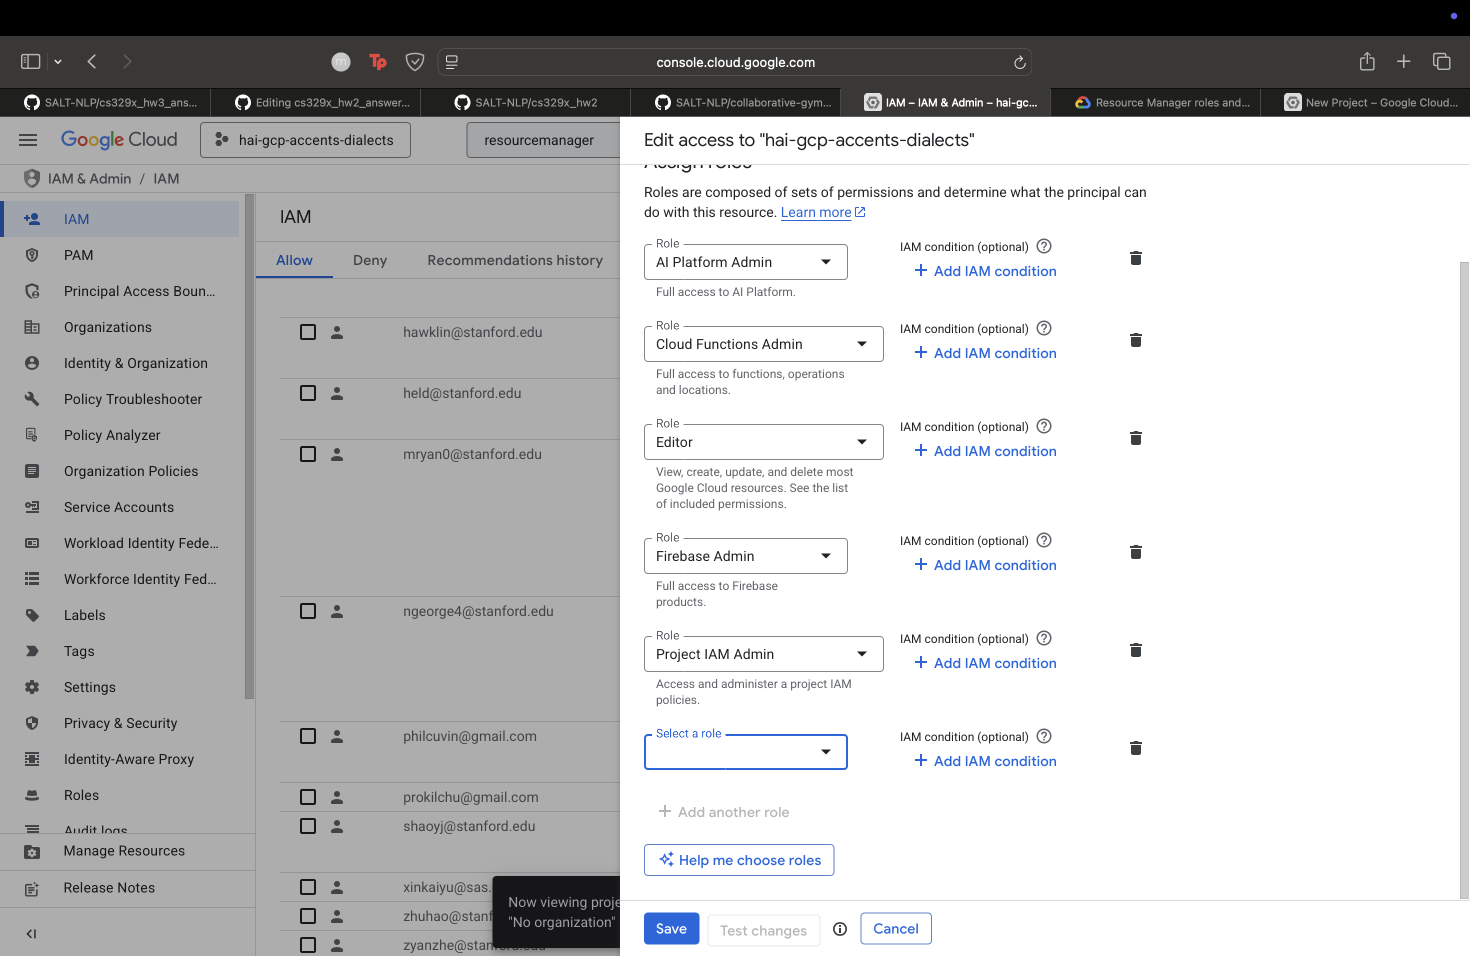 console.cloud.google.com
SALT-NLP/cs329x_hw3_ans...
Editing cs329x_hw2_answer...
SALT-NLP/cs329x_hw2
SALT-NLP/collaborative-gym...
IAM – IAM & Admin – hai-gc...
Resource Manager roles and...
New Project – Google Cloud...
Google Cloud
hai-gcp-accents-dialects
resourcemanager
IAM & Admin / IAM
IAM
PAM
Principal Access Boun...
Organizations
Identity & Organization
Policy Troubleshooter
Policy Analyzer
Organization Policies
Service Accounts
Workload Identity Fede...
Workforce Identity Fed...
Labels
Tags
Settings
Privacy & Security
Identity-Aware Proxy
Roles
Audit logs
Manage Resources
Release Notes
IAM
Allow
Deny
Recommendations history
hawklin@stanford.edu
held@stanford.edu
mryan0@stanford.edu
ngeorge4@stanford.edu
philcuvin@gmail.com
prokilchu@gmail.com
shaoyj@stanford.edu
xinkaiyu@sas.
zhuhao@stanf
zyanzhe@stanford.edu
Now viewing proje
"No organization"
Edit access to "hai-gcp-accents-dialects"
Assign roles
Roles are composed of sets of permissions and determine what the principal can
do with this resource. Learn more
Role
AI Platform Admin
Full access to AI Platform.
IAM condition (optional)
+ Add IAM condition
Role
Cloud Functions Admin
Full access to functions, operations
and locations.
IAM condition (optional)
+ Add IAM condition
Role
Editor
View, create, update, and delete most
Google Cloud resources. See the list
of included permissions.
IAM condition (optional)
+ Add IAM condition
Role
Firebase Admin
Full access to Firebase
products.
IAM condition (optional)
+ Add IAM condition
Role
Project IAM Admin
Access and administer a project IAM
policies.
IAM condition (optional)
+ Add IAM condition
Select a role
IAM condition (optional)
+ Add IAM condition
+ Add another role
Help me choose roles
Save
Test changes
Cancel